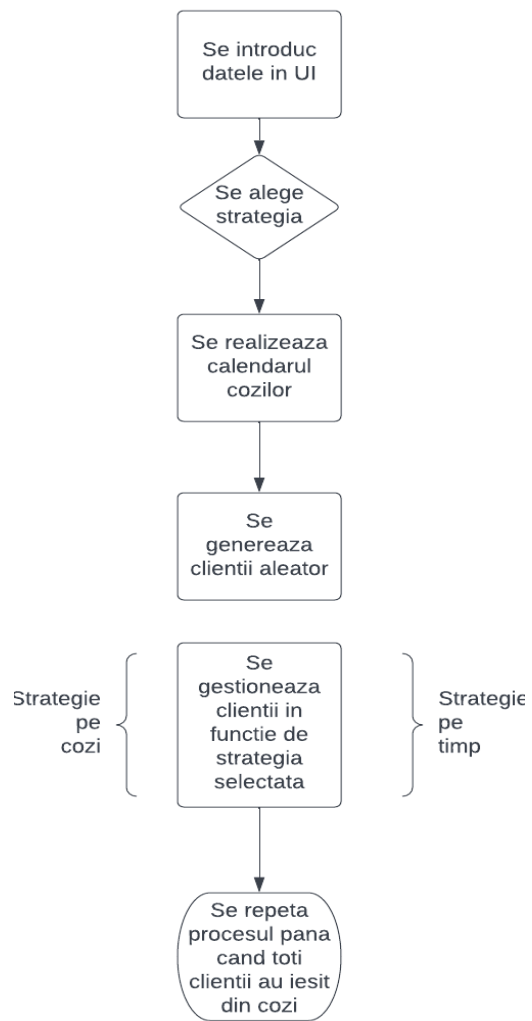 Se introduc
datele in UI
Se alege
strategia
Se realizeaza
calendarul
cozilor
Se
genereaza
clientii aleator
Strategie
pe
cozi
Se
gestioneaza
clientii in
functie de
strategia
selectata
Strategie
pe
timp
Se repeta
procesul pana
cand toti
clientii au iesit
din cozi